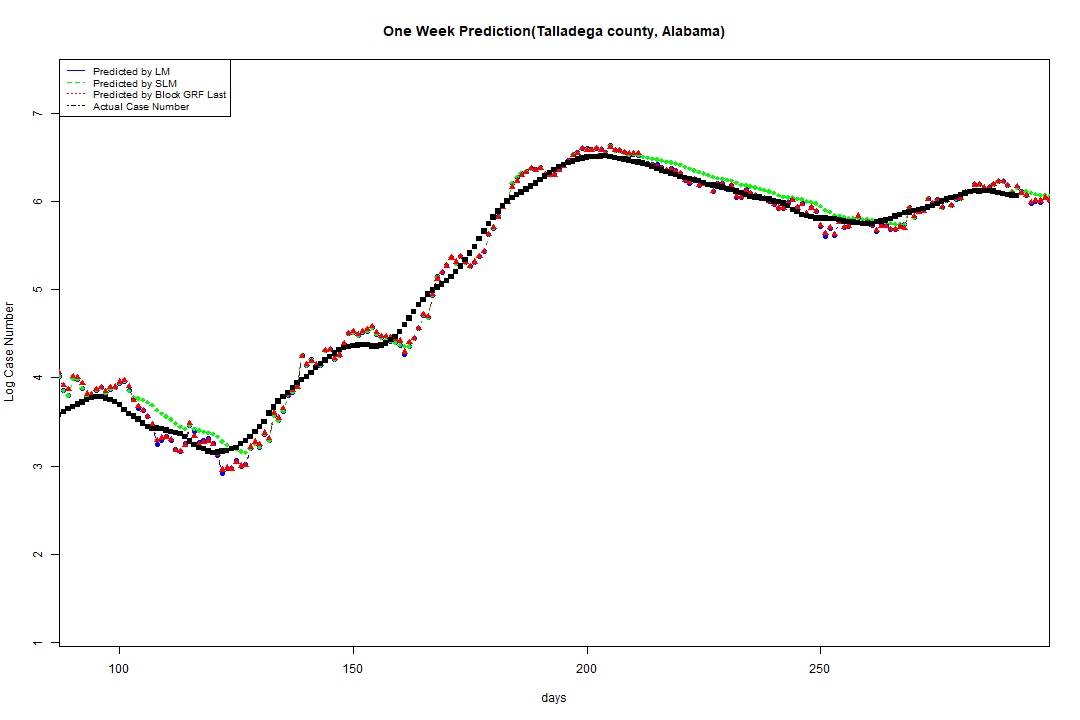 One Week Prediction(Talladega county, Alabama)
Predicted by LM
Predicted by SLM
Predicted by Block GRF Last
Actual Case Number
7
6
5
4
3
2
1
Log Case Number
100 150 200 250
days